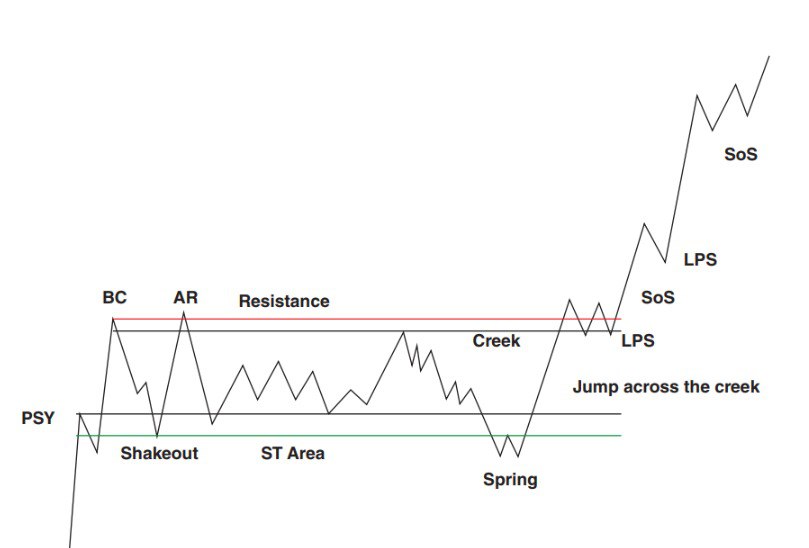 SoS
LPS
BC
AR
Resistance
SoS
Creek
LPS
Jump across the creek
PSY
Shakeout
ST Area
Spring